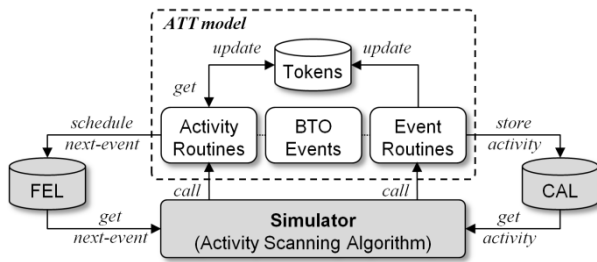 ATT model
update
update
Tokens
get
schedule
next-event
Activity
Routines
BTO
Events
Event
Routines
store
activity
FEL
call
call
CAL
get
next-event
Simulator
(Activity Scanning Algorithm)
get
activity